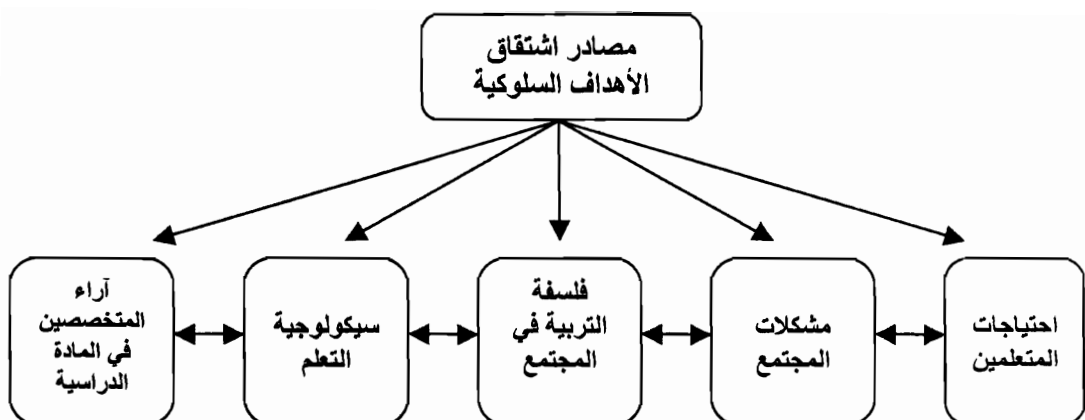 مصادر اشتقاق
الأهداف السلوكية
احتياجات
المتعلمين
مشكلات
المجتمع
فلسفة
التربية في
المجتمع
سيكولوجية
التعلم
آراء
المتخصصين
في المادة
الدراسية